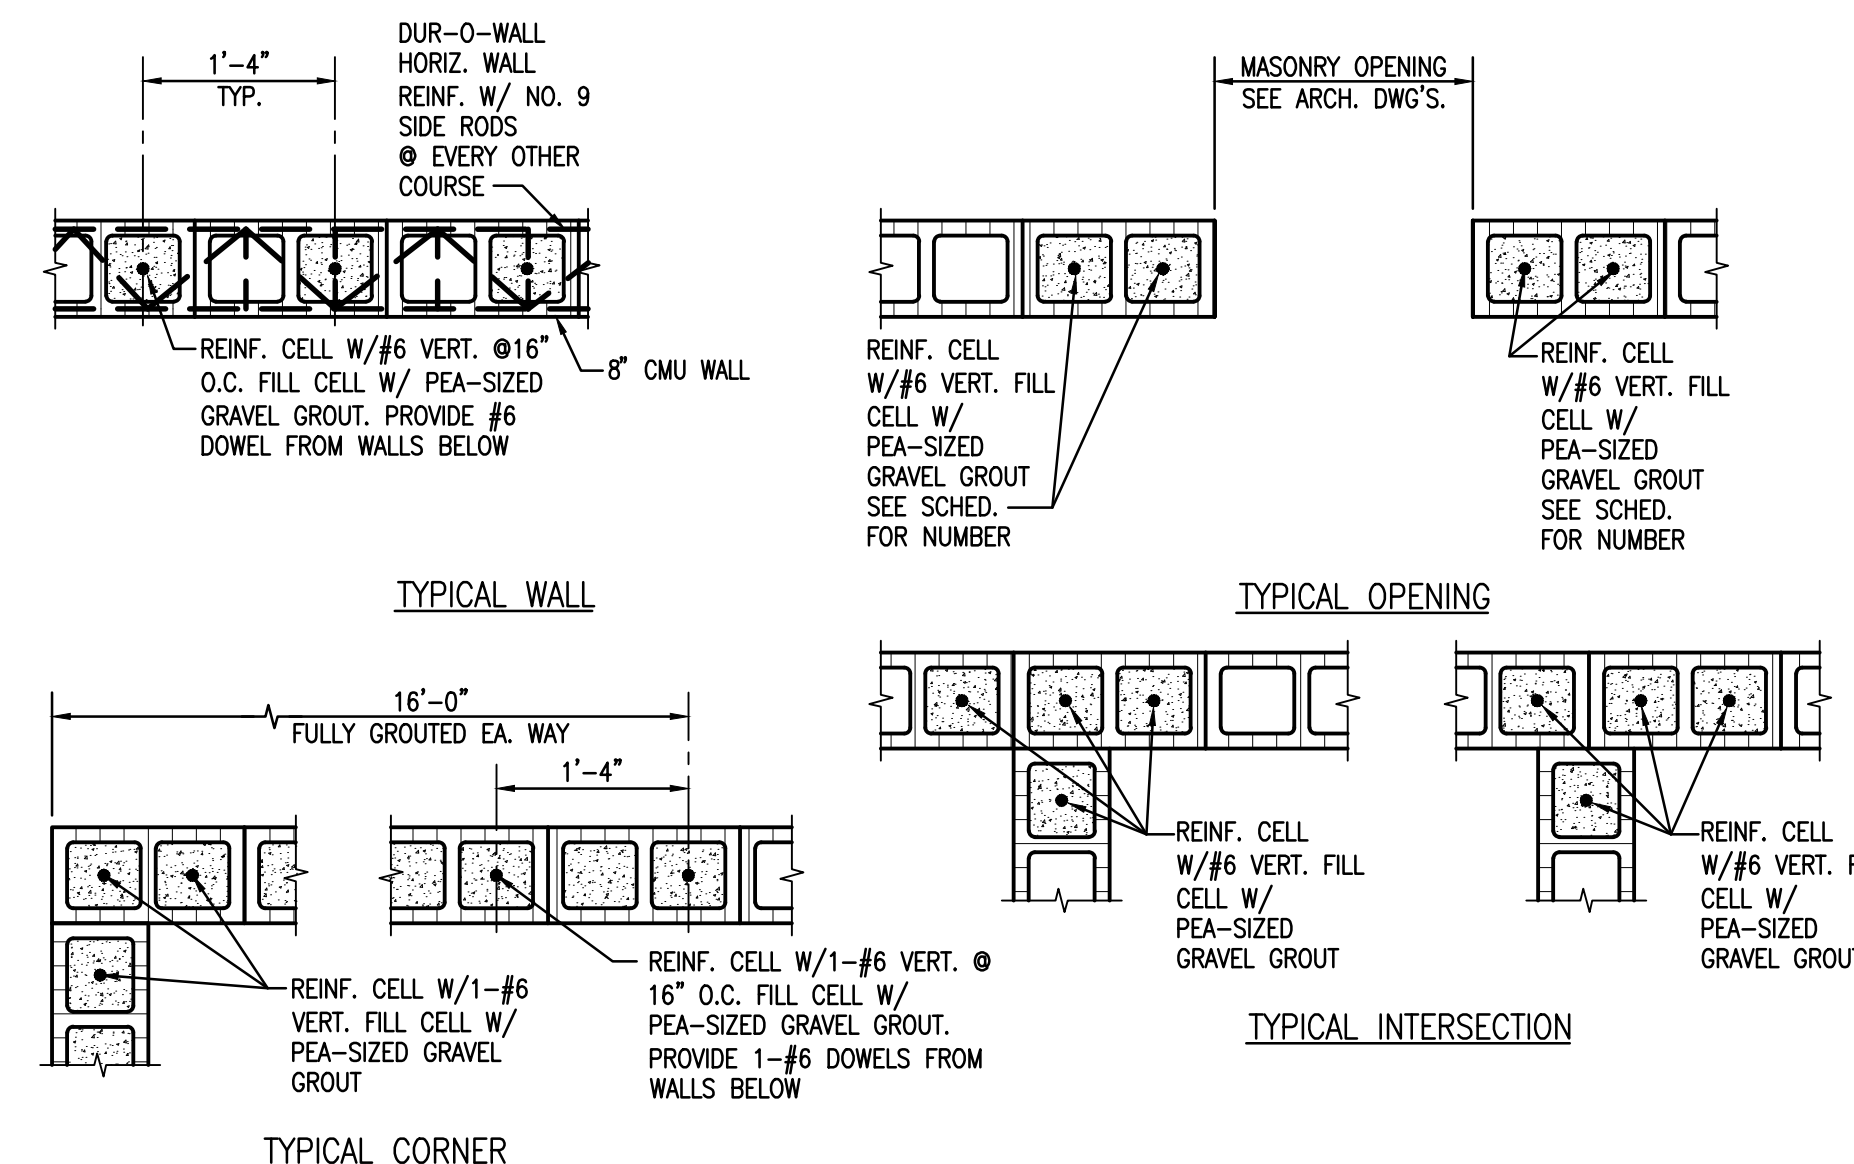 1'-4"
TYP.
DUR-O-WALL
HORIZ. WALL
REINF. W/ NO. 9
SIDE RODS
@ EVERY OTHER
COURSE
REINF. CELL W/#6 VERT. @16"
O.C. FILL CELL W/ PEA-SIZED
GRAVEL GROUT. PROVIDE #6
DOWEL FROM WALLS BELOW
8" CMU WALL
TYPICAL WALL
MASONRY OPENING
SEE ARCH. DWG'S.
REINF. CELL
W/#6 VERT. FILL
CELL W/
PEA-SIZED
GRAVEL GROUT
SEE SCHED.
FOR NUMBER
REINF. CELL
W/#6 VERT. FILL
CELL W/
PEA-SIZED
GRAVEL GROUT
SEE SCHED.
FOR NUMBER
TYPICAL OPENING
16'-0"
FULLY GROUTED EA. WAY
1'-4"
REINF. CELL W/1-#6
VERT. FILL CELL W/
PEA-SIZED GRAVEL
GROUT
REINF. CELL W/1-#6 VERT. @
16" O.C. FILL CELL W/
PEA-SIZED GRAVEL GROUT.
PROVIDE 1-#6 DOWELS FROM
WALLS BELOW
TYPICAL CORNER
REINF. CELL
W/#6 VERT. FILL
CELL W/
PEA-SIZED
GRAVEL GROUT
REINF. CELL
W/#6 VERT.
CELL W/
PEA-SIZED
GRAVEL
TYPICAL INTERSECTION